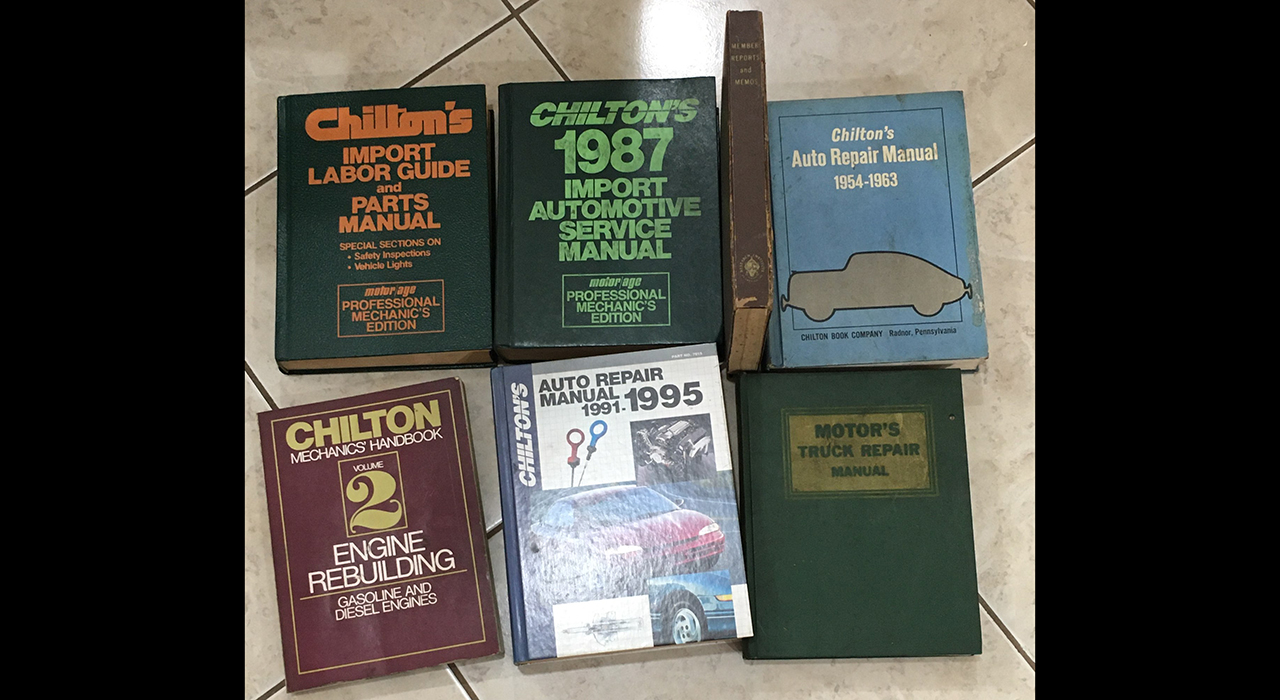 Chilton's
IMPORT
LABOR GUIDE
and
PARTS
MANUAL
SPECIAL SECTIONS ON
• Safety Inspections
• Vehicle Lights
motor/age
PROFESSIONAL
MECHANIC'S
EDITION
CHILTON'S
1987
IMPORT
AUTOMOTIVE
SERVICE
MANUAL
motor/age
PROFESSIONAL
MECHANIC'S
EDITION
MEMBER
REPORTS
and
MEMOS
Chilton's
Auto Repair Manual
1954-1963
CHILTON BOOK COMPANY Radnor, Pennsylvania
CHILTON
MECHANICS' HANDBOOK
VOLUME
2
ENGINE
REBUILDING
GASOLINE AND
DIESEL ENGINES
CHILTON'S
AUTO REPAIR
MANUAL
1991-1995
MOTOR'S
TRUCK REPAIR
MANUAL